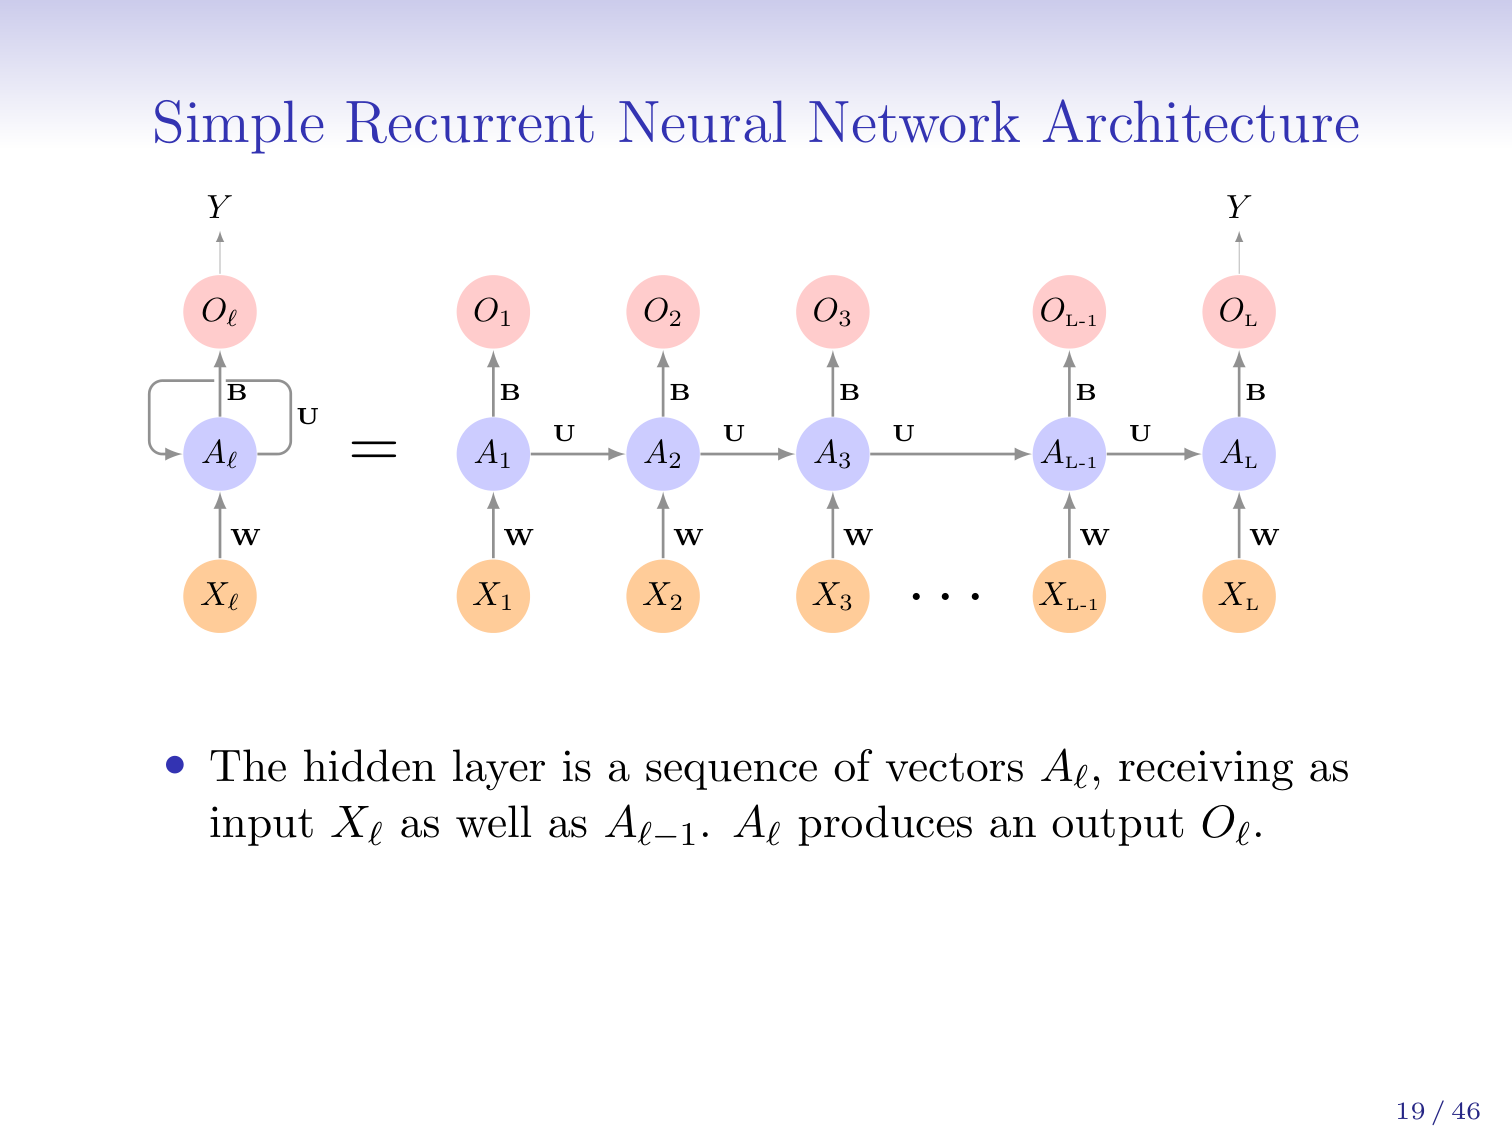 Simple Recurrent Neural Network Architecture
Y Y
Oℓ O1 O2 O3 OL-1 OL
B B B B B B
U U U U U
Aℓ = A1 A2 A3 AL-1 AL
W W W W W W
Xℓ X1 X2 X3 ... XL-1 XL
• The hidden layer is a sequence of vectors Aℓ, receiving as
input Xℓ as well as Aℓ−1. Aℓ produces an output Oℓ.
19 / 46